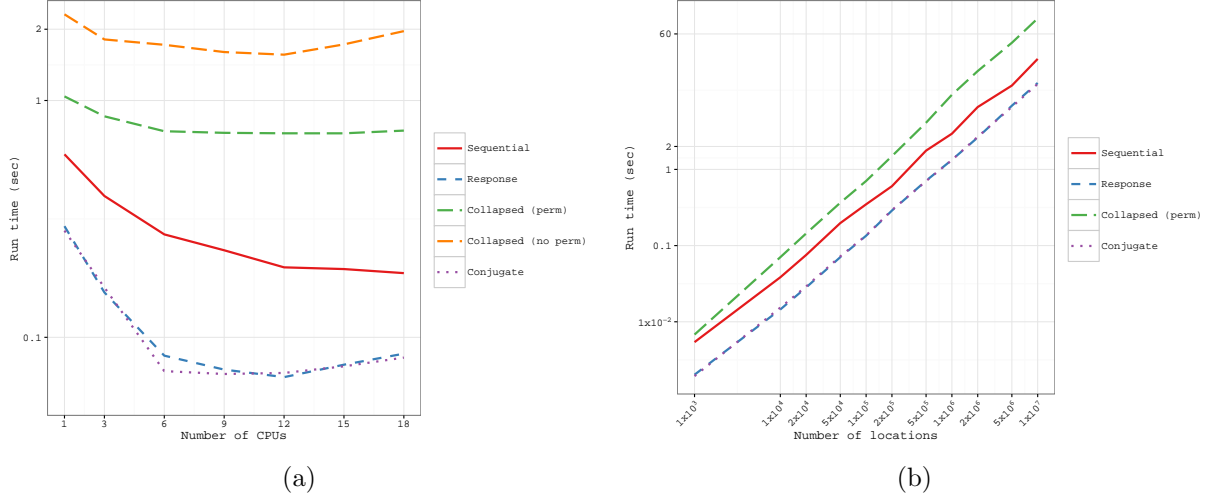 2
1
0.1
Run time (sec)
1
3
6
9
12
15
18
Number of CPUs
Sequential
Response
Collapsed (perm)
Collapsed (no perm)
Conjugate
(a)
60
2
1
0.1
1x10⁻²
Run time (sec)
1x10³
1x10⁴
2x10⁴
5x10⁴
1x10⁵
2x10⁵
5x10⁵
1x10⁶
2x10⁶
5x10⁶
1x10⁷
Number of locations
Sequential
Response
Collapsed (perm)
Conjugate
(b)